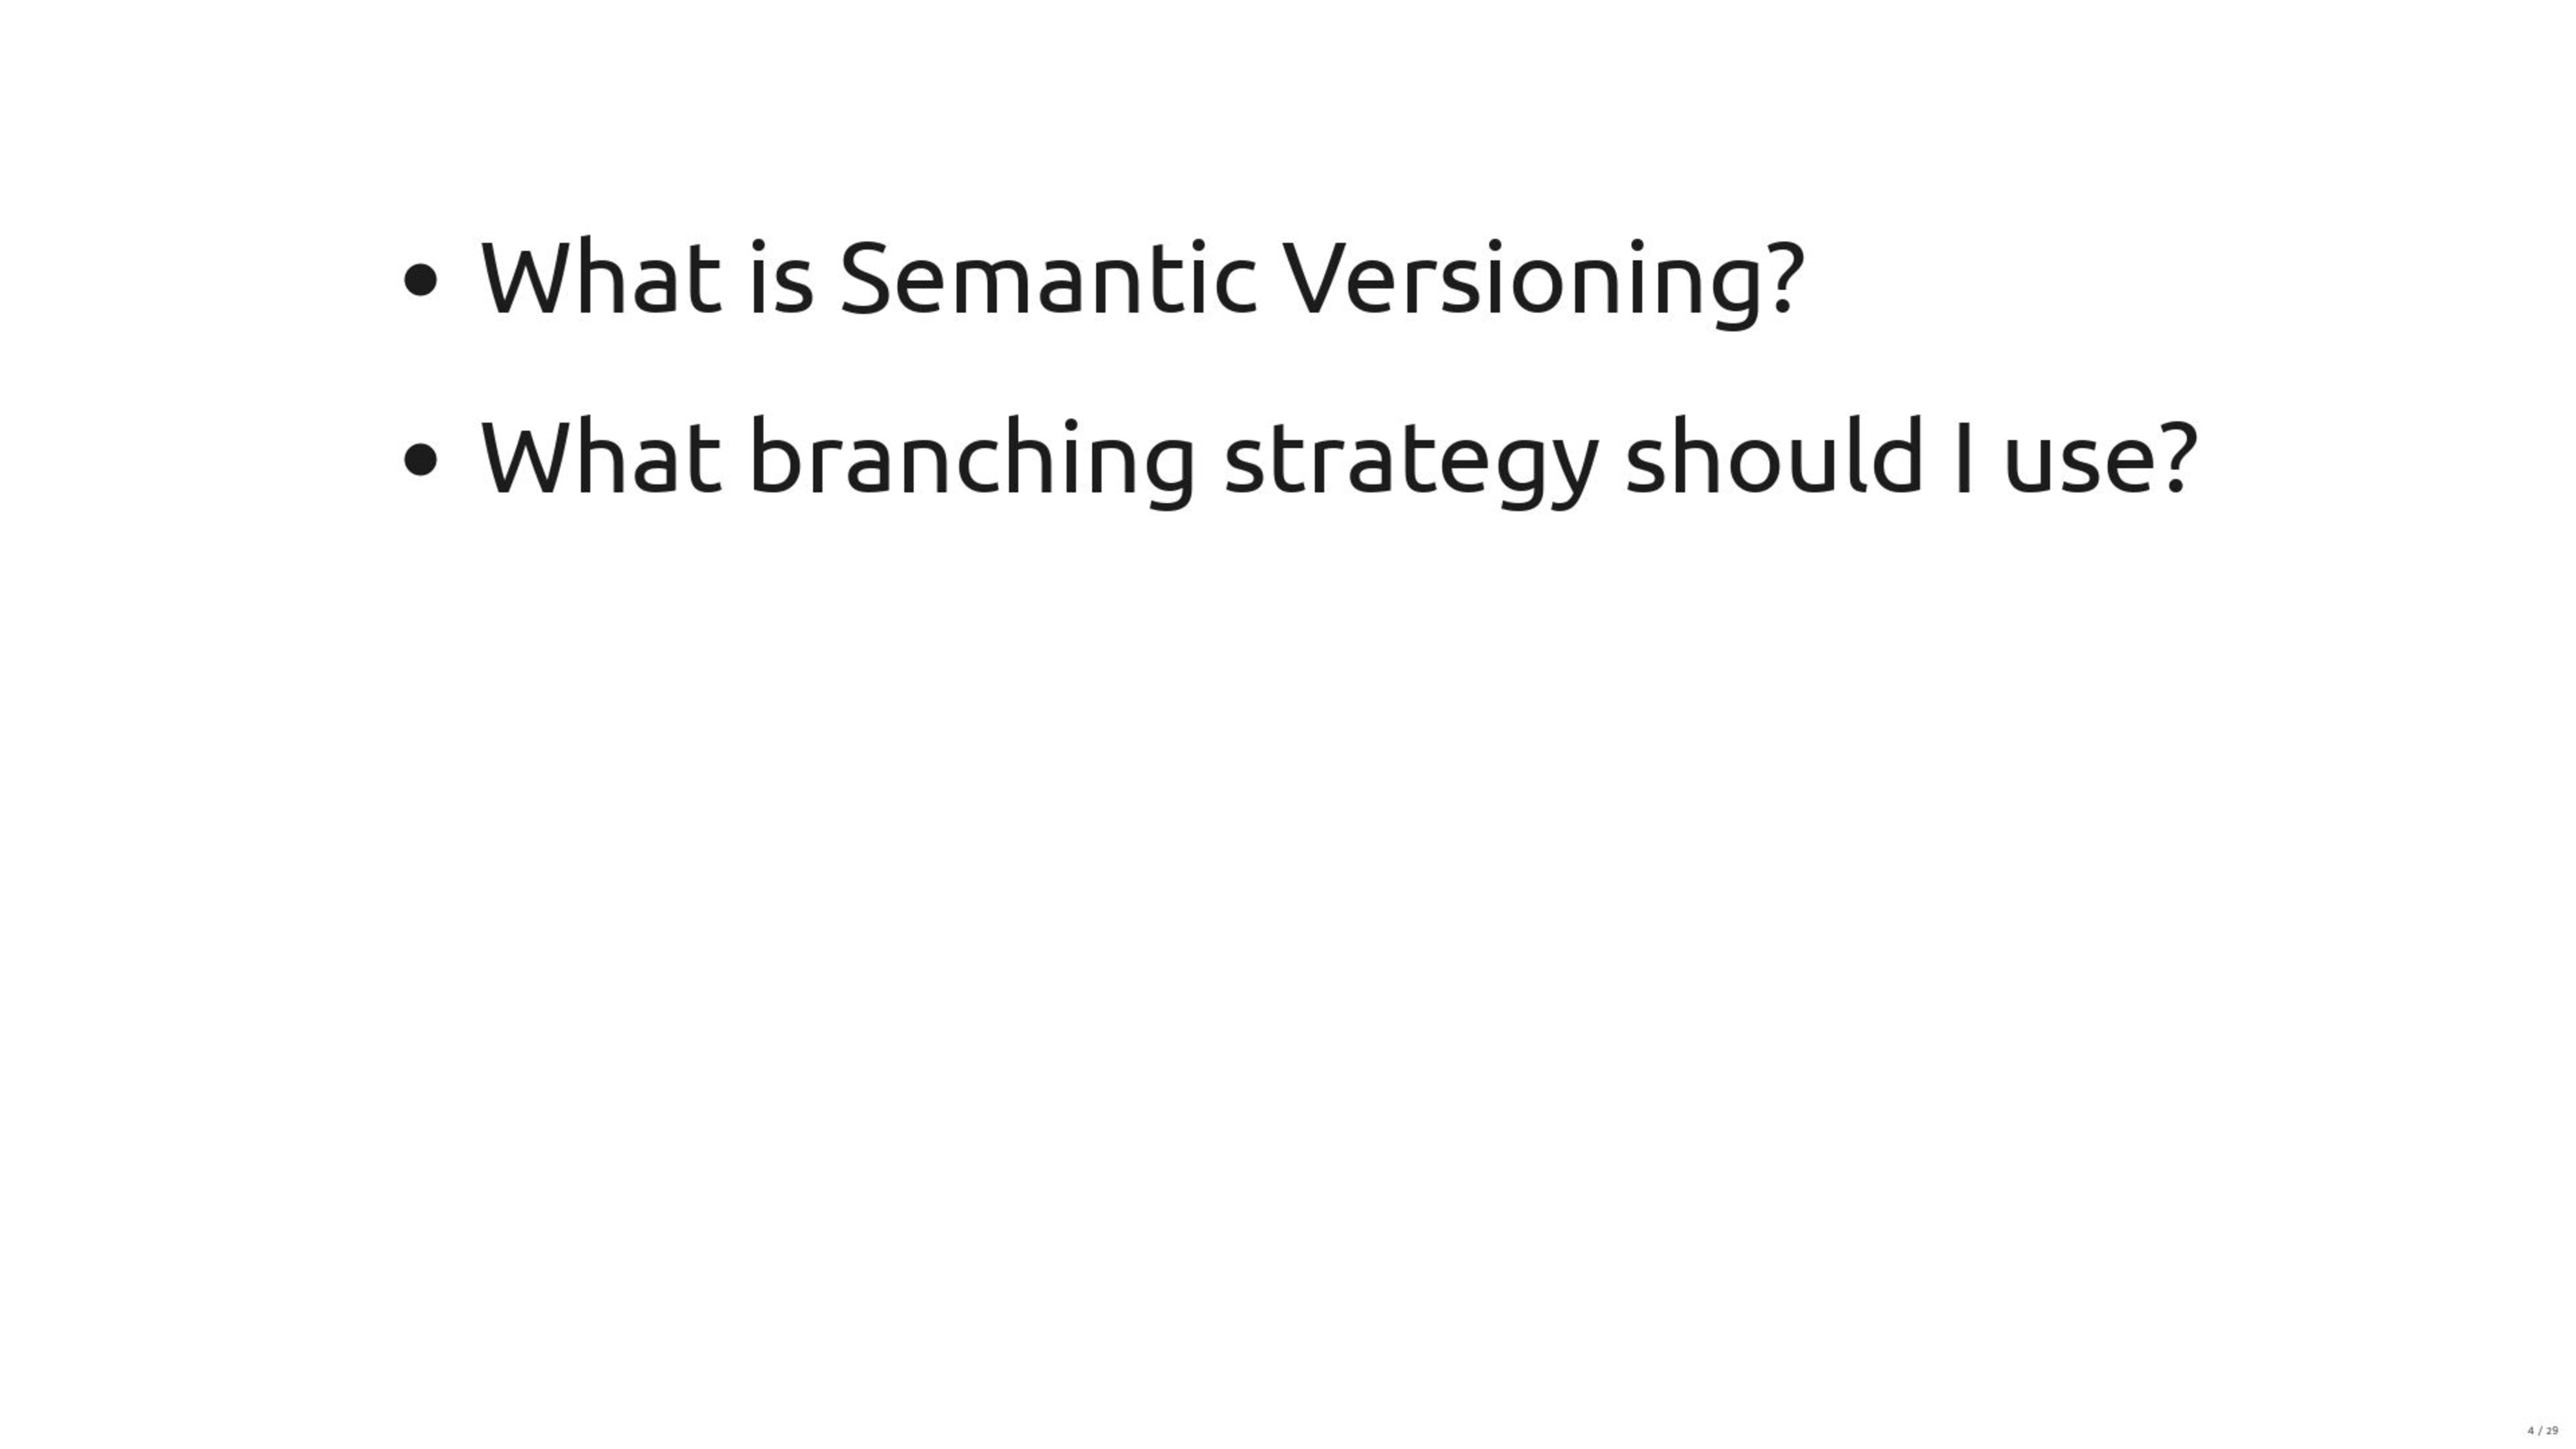 • What is Semantic Versioning?
• What branching strategy should I use?
4 / 29